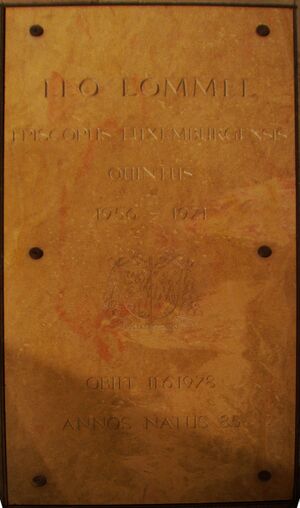 LEO LOMMEL
EPISCOPUS LUXEMBURGENSIS
QUINTUS
1956 - 1971
OBIIT 11.6.1978
ANNOS NATUS 85